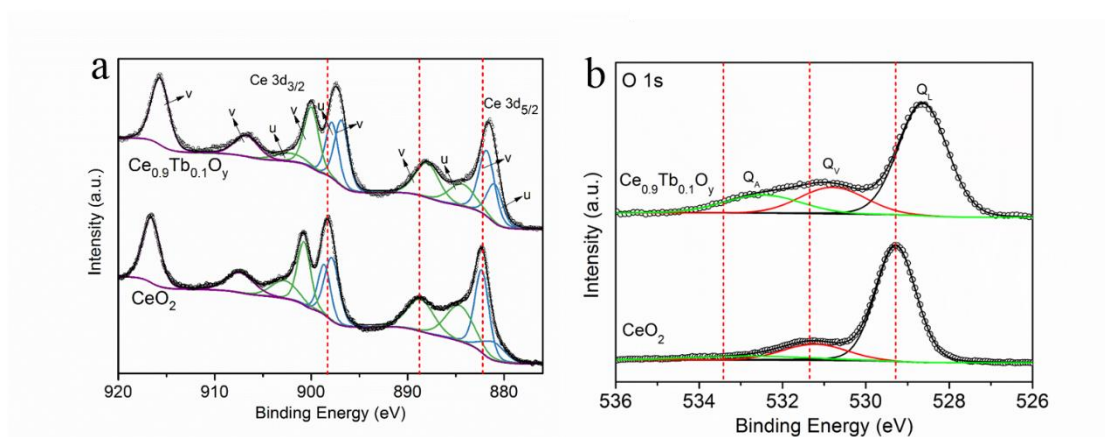 a
Ce 3d3/2
Ce 3d5/2
v
v
u
v
u
v
v
u
v
u
Ce0.9Tb0.1Oy
CeO2
Intensity (a.u.)
920 910 900 890 880
Binding Energy (eV)
b
O 1s
QL
QV
QA
Ce0.9Tb0.1Oy
CeO2
Intensity (a.u.)
536 534 532 530 528 526
Binding Energy (eV)